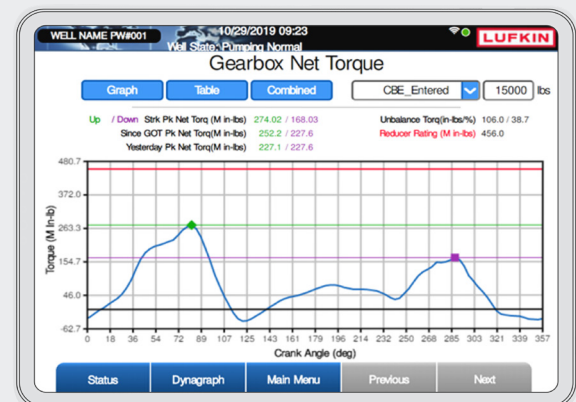 WELL NAME PW#001
10/29/2019 09:23
Well State: Pumping Normal
LUFKIN
Gearbox Net Torque
Graph Table Combined CBE_Entered 15000 lbs
Up / Down Strk Pk Net Torq (M in-lbs) 274.02 / 168.03 Unbalance Torq(in-lbs/%) 106.0 / 38.7
Since GOT Pk Net Torq(M in-lbs) 252.2 / 227.6 Reducer Rating (M in-lbs) 456.0
Yesterday Pk Net Torq(M in-lbs) 227.1 / 227.6
480.7
372.0
263.3
154.7
46.0
-62.7
Torque (M In-lb)
0 18 36 54 72 89 107 125 143 161 179 196 214 232 250 268 285 303 321 339 357
Crank Angle (deg)
Status Dynagraph Main Menu Previous Next